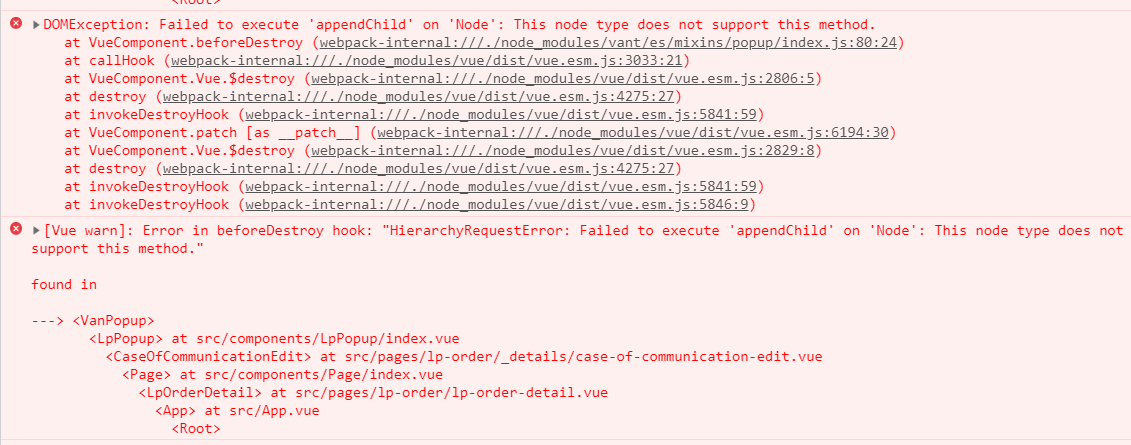 <Root>
DOMException: Failed to execute 'appendChild' on 'Node': This node type does not support this method.
at VueComponent.beforeDestroy (webpack-internal:///./node_modules/vant/es/mixins/popup/index.js:80:24)
at callHook (webpack-internal:///./node_modules/vue/dist/vue.esm.js:3033:21)
at VueComponent.Vue.$destroy (webpack-internal:///./node_modules/vue/dist/vue.esm.js:2806:5)
at destroy (webpack-internal:///./node_modules/vue/dist/vue.esm.js:4275:27)
at invokeDestroyHook (webpack-internal:///./node_modules/vue/dist/vue.esm.js:5841:59)
at VueComponent.patch [as __patch__] (webpack-internal:///./node_modules/vue/dist/vue.esm.js:6194:30)
at VueComponent.Vue.$destroy (webpack-internal:///./node_modules/vue/dist/vue.esm.js:2829:8)
at destroy (webpack-internal:///./node_modules/vue/dist/vue.esm.js:4275:27)
at invokeDestroyHook (webpack-internal:///./node_modules/vue/dist/vue.esm.js:5841:59)
at invokeDestroyHook (webpack-internal:///./node_modules/vue/dist/vue.esm.js:5846:9)
[Vue warn]: Error in beforeDestroy hook: "HierarchyRequestError: Failed to execute 'appendChild' on 'Node': This node type does not
support this method."
found in
---> <VanPopup>
<LpPopup> at src/components/LpPopup/index.vue
<CaseOfCommunicationEdit> at src/pages/lp-order/_details/case-of-communication-edit.vue
<Page> at src/components/Page/index.vue
<LpOrderDetail> at src/pages/lp-order/lp-order-detail.vue
<App> at src/App.vue
<Root>